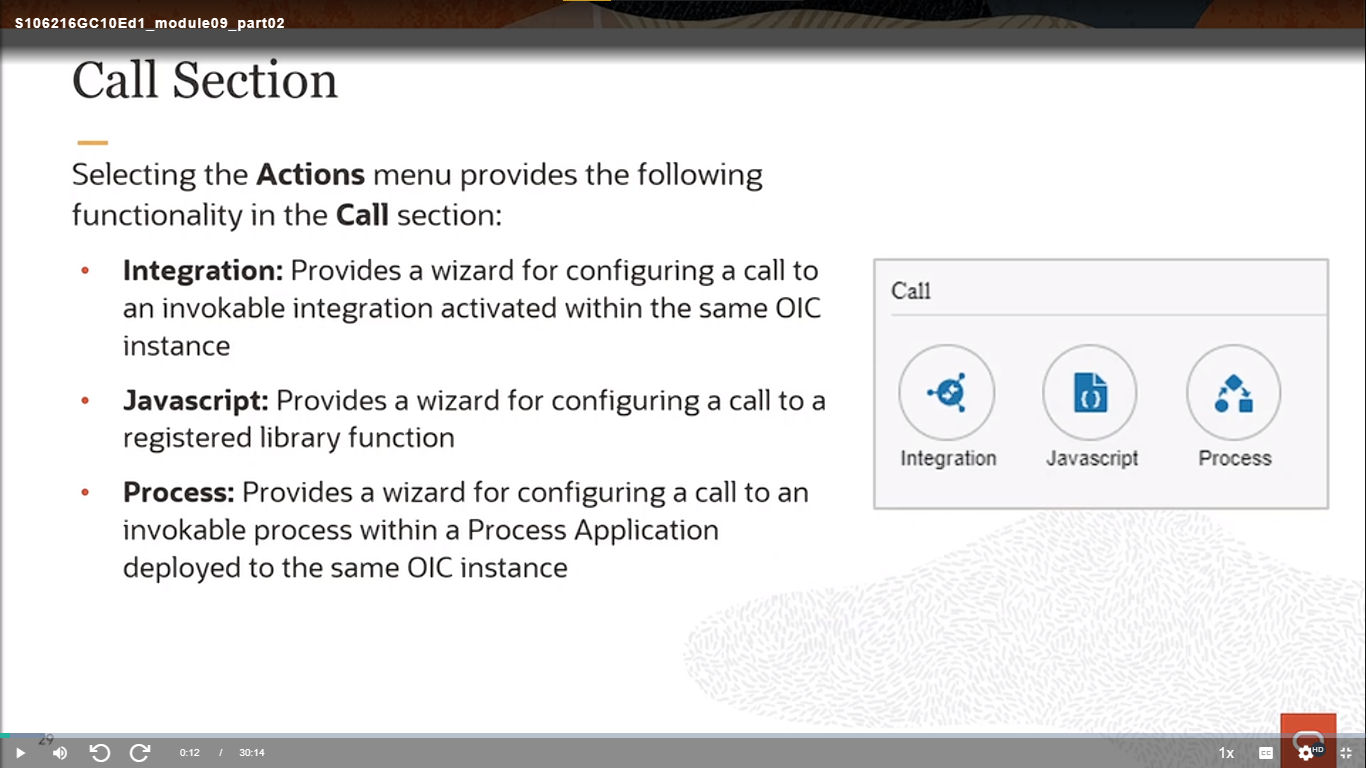 S106216GC10Ed1_module09_part02
Call Section
Selecting the Actions menu provides the following
functionality in the Call section:
• Integration: Provides a wizard for configuring a call to
an invokable integration activated within the same OIC
instance
• Javascript: Provides a wizard for configuring a call to a
registered library function
• Process: Provides a wizard for configuring a call to an
invokable process within a Process Application
deployed to the same OIC instance
Call
Integration Javascript Process
29
0:12 / 30:14 1x CC HD